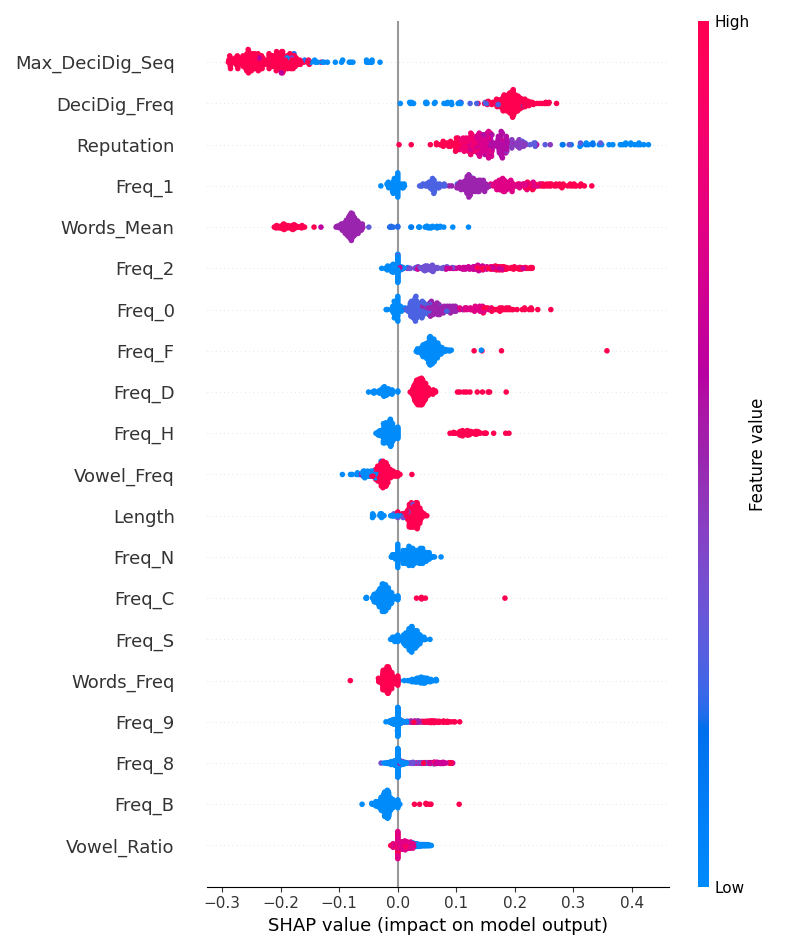 High
Max_DeciDig_Seq
DeciDig_Freq
Reputation
Freq_1
Words_Mean
Freq_2
Freq_0
Freq_F
Freq_D
Freq_H
Vowel_Freq
Length
Freq_N
Freq_C
Freq_S
Words_Freq
Freq_9
Freq_8
Freq_B
Vowel_Ratio
Feature value
Low
−0.3 −0.2 −0.1 0.0 0.1 0.2 0.3 0.4
SHAP value (impact on model output)